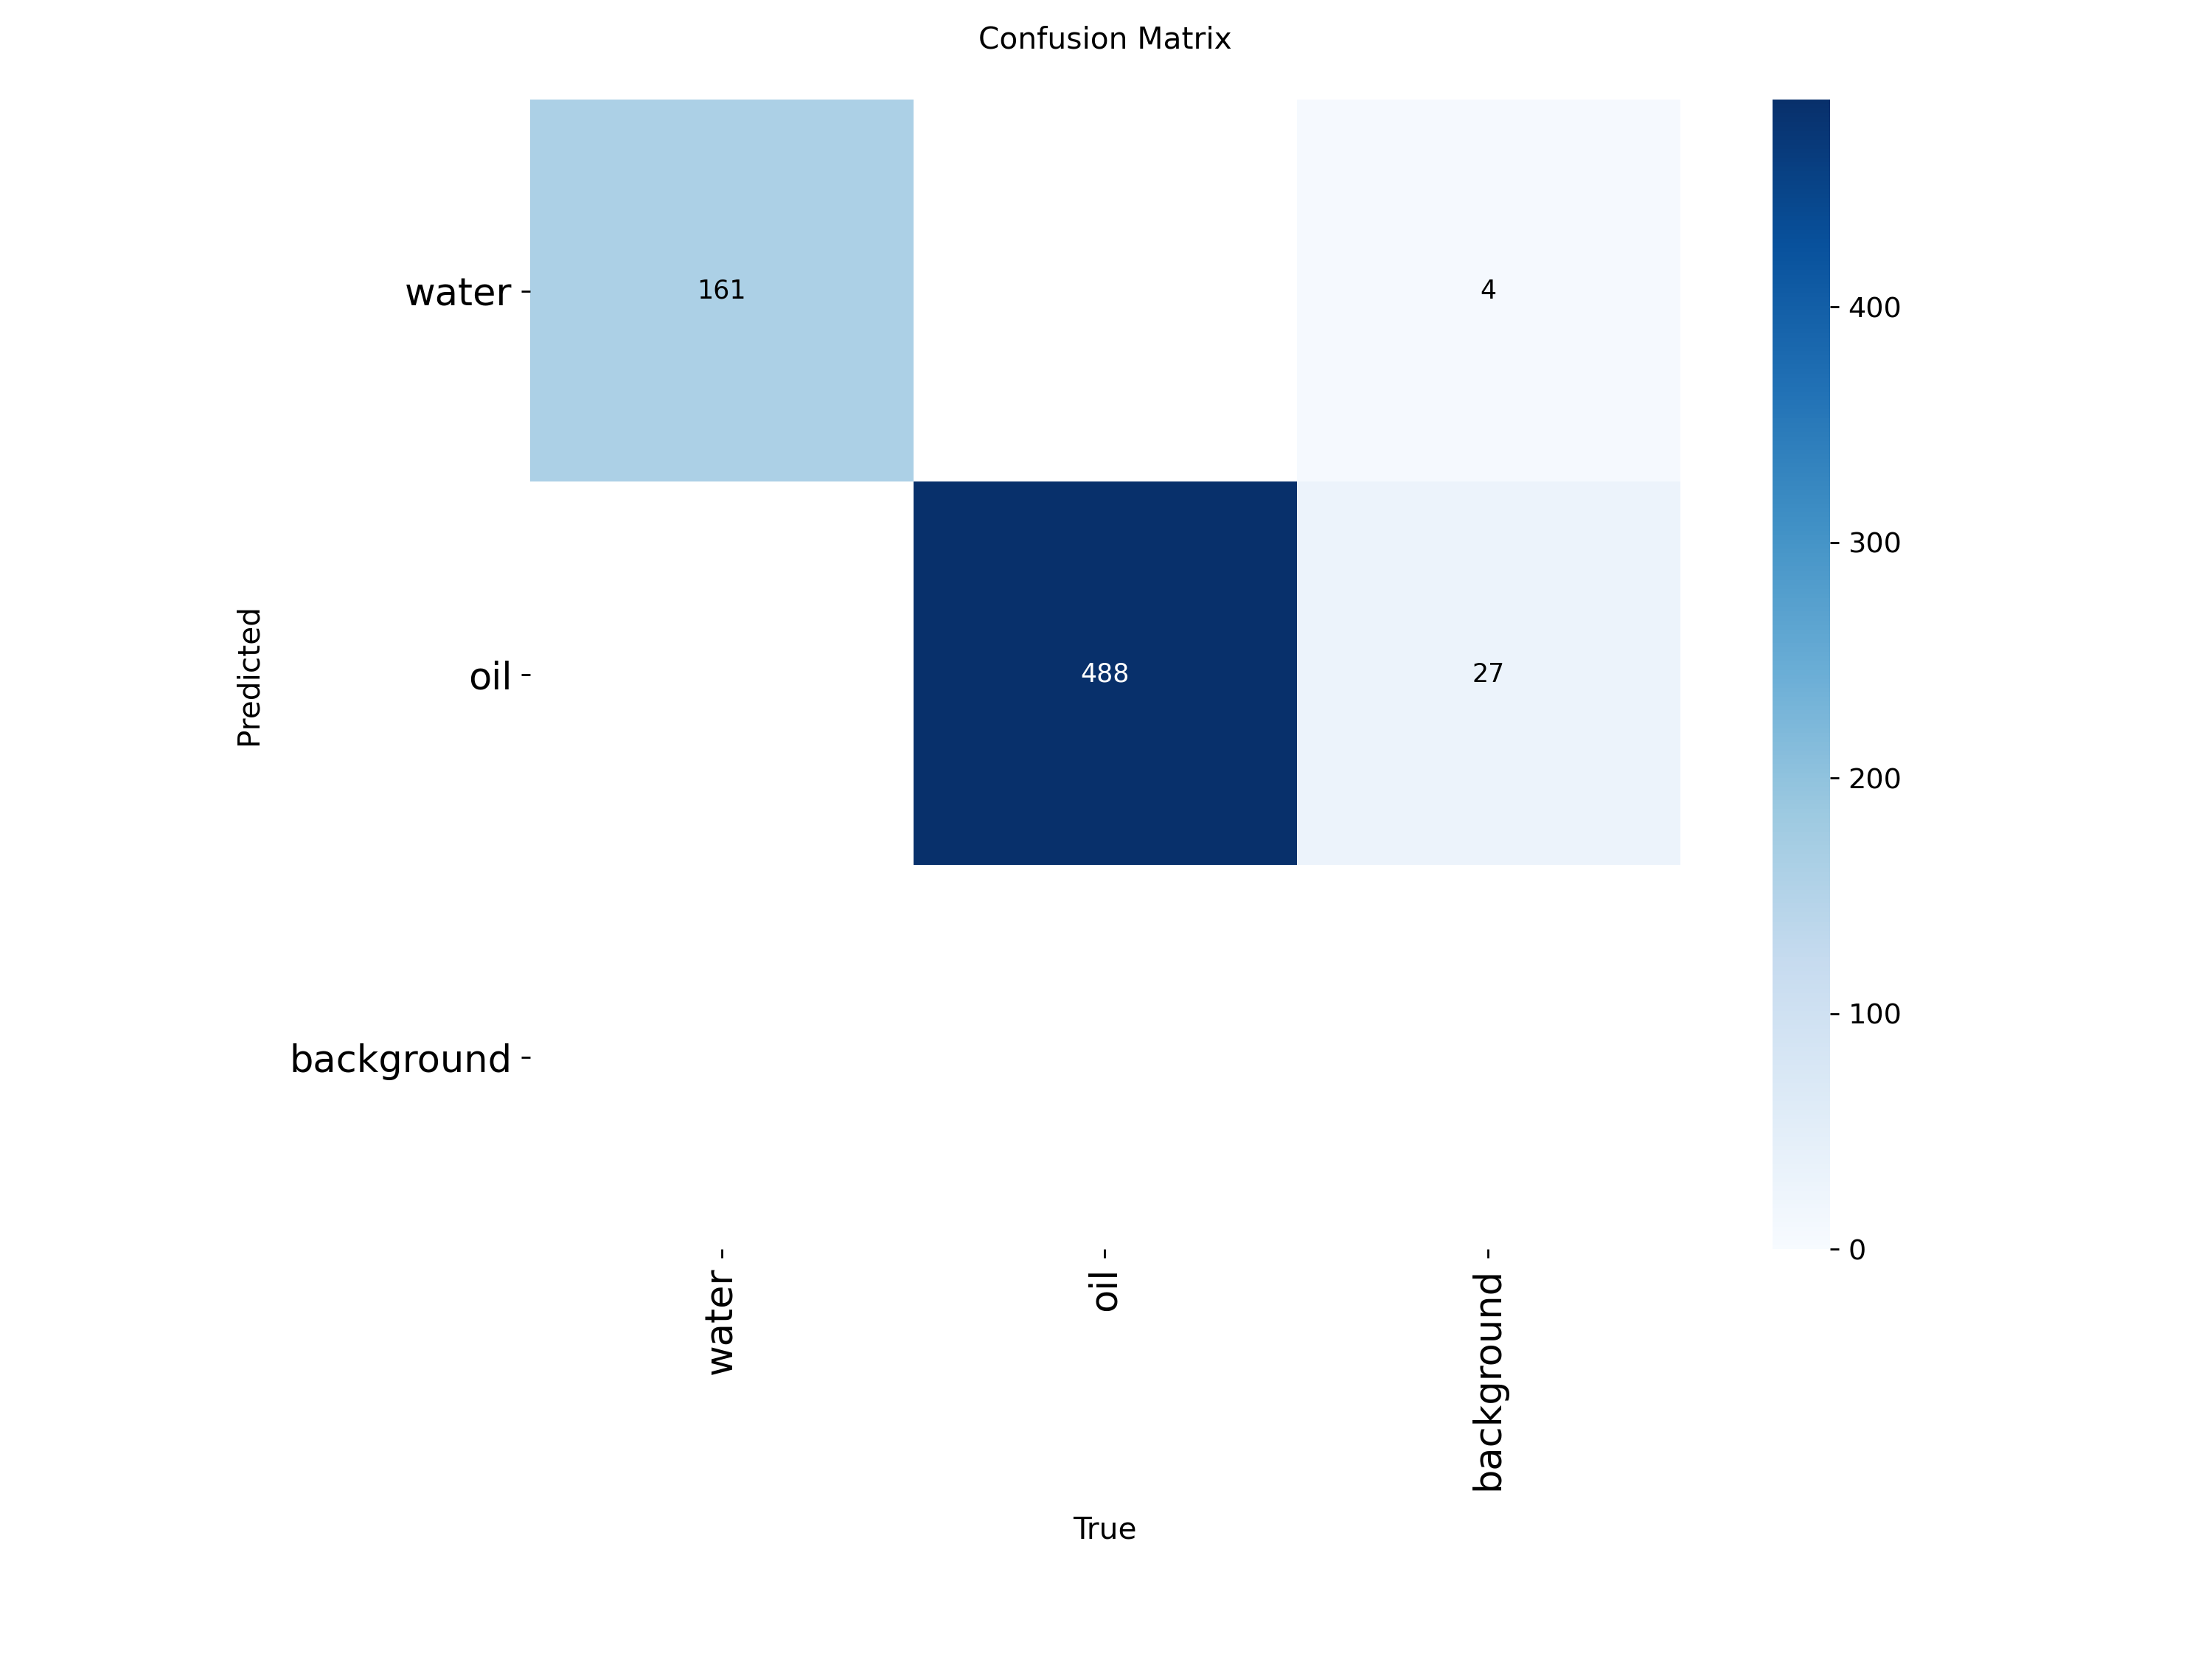 Confusion Matrix
water
161
4
oil
488
27
background
Predicted
water
oil
background
True
400
300
200
100
0